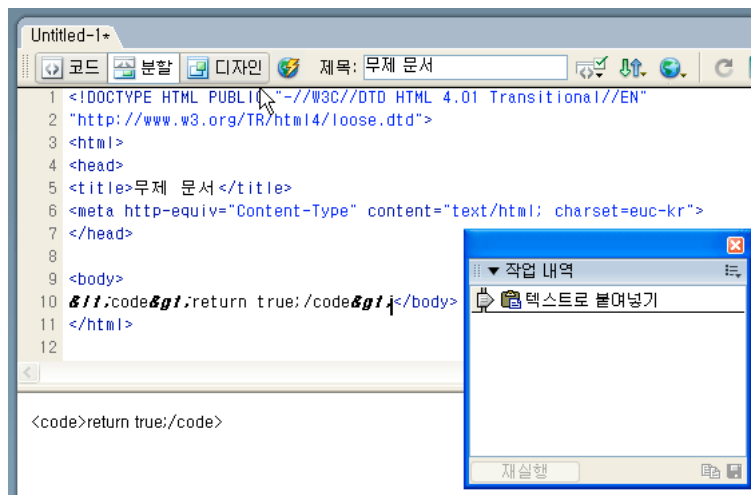 Untitled-1*
코드 분할 디자인 제목: 무제 문서
1 <!DOCTYPE HTML PUBLIC "-//W3C//DTD HTML 4.01 Transitional//EN"
2 "http://www.w3.org/TR/html4/loose.dtd">
3 <html>
4 <head>
5 <title>무제 문서</title>
6 <meta http-equiv="Content-Type" content="text/html; charset=euc-kr">
7 </head>
8
9 <body>
10 &lt;code&gt;return true;/code&gt;</body>
11 </html>
12
<code>return true;/code>
작업 내역
텍스트로 붙여넣기
재실행